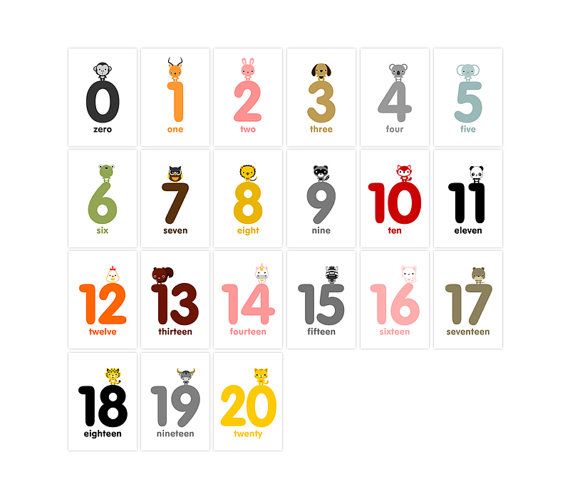 0
zero
1
one
2
two
3
three
4
four
5
five
6
six
7
seven
8
eight
9
nine
10
ten
11
eleven
12
twelve
13
thirteen
14
fourteen
15
fifteen
16
sixteen
17
seventeen
18
eighteen
19
nineteen
20
twenty